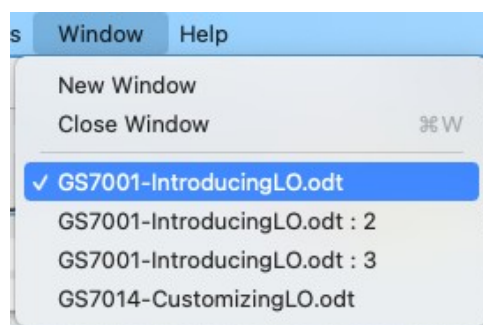 s Window Help
New Window
Close Window ⌘W
✓ GS7001-IntroducingLO.odt
GS7001-IntroducingLO.odt : 2
GS7001-IntroducingLO.odt : 3
GS7014-CustomizingLO.odt